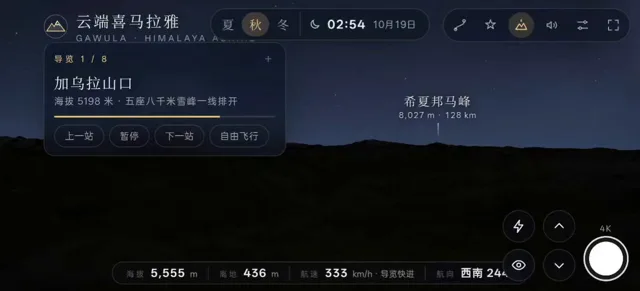 云端喜马拉雅
GAWULA · HIMALAYA
夏 秋 冬
02:54 10月19日
导览 1 / 8
加乌拉山口
海拔 5198 米 · 五座八千米雪峰一线排开
上一站 暂停 下一站 自由飞行
希夏邦马峰
8,027 m · 128 km
4K
海拔 5,555 m 离地 436 m 航速 333 km/h · 导览快进 航向 西南 244